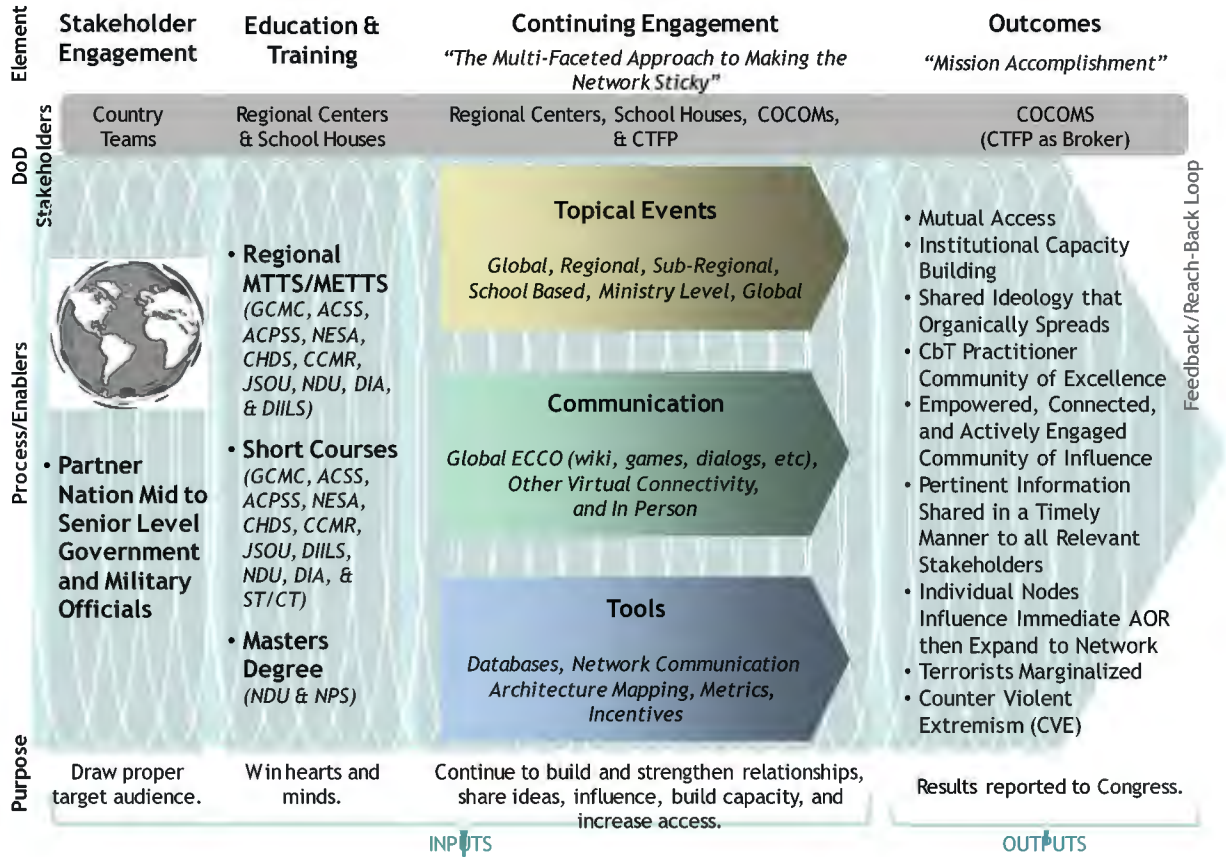 Element
Stakeholder
Engagement
Education &
Training
Continuing Engagement
“The Multi-Faceted Approach to Making the
Network Sticky”
Outcomes
“Mission Accomplishment”
DoD
Stakeholders
Country
Teams
Regional Centers
& School Houses
Regional Centers, School Houses, COCOMs,
& CTFP
COCOMS
(CTFP as Broker)
Process/Enablers
• Partner
Nation Mid to
Senior Level
Government
and Military
Officials
• Regional
MTTS/METTS
(GCMC, ACSS,
ACPSS, NESA,
CHDS, CCMR,
JSOU, NDU, DIA,
& DIILS)
• Short Courses
(GCMC, ACSS,
ACPSS, NESA,
CHDS, CCMR,
JSOU, DIILS,
NDU, DIA, &
ST/CT)
• Masters
Degree
(NDU & NPS)
Topical Events
Global, Regional, Sub-Regional,
School Based, Ministry Level, Global
Communication
Global ECCO (wiki, games, dialogs, etc),
Other Virtual Connectivity,
and In Person
Tools
Databases, Network Communication
Architecture Mapping, Metrics,
Incentives
• Mutual Access
• Institutional Capacity
Building
• Shared Ideology that
Organically Spreads
• CbT Practitioner
Community of Excellence
• Empowered, Connected,
and Actively Engaged
Community of Influence
• Pertinent Information
Shared in a Timely
Manner to all Relevant
Stakeholders
• Individual Nodes
Influence Immediate AOR
then Expand to Network
• Terrorists Marginalized
• Counter Violent
Extremism (CVE)
Feedback/Reach-Back Loop
Purpose
Draw proper
target audience.
Win hearts and
minds.
Continue to build and strengthen relationships,
share ideas, influence, build capacity, and
increase access.
Results reported to Congress.
INPUTS
OUTPUTS